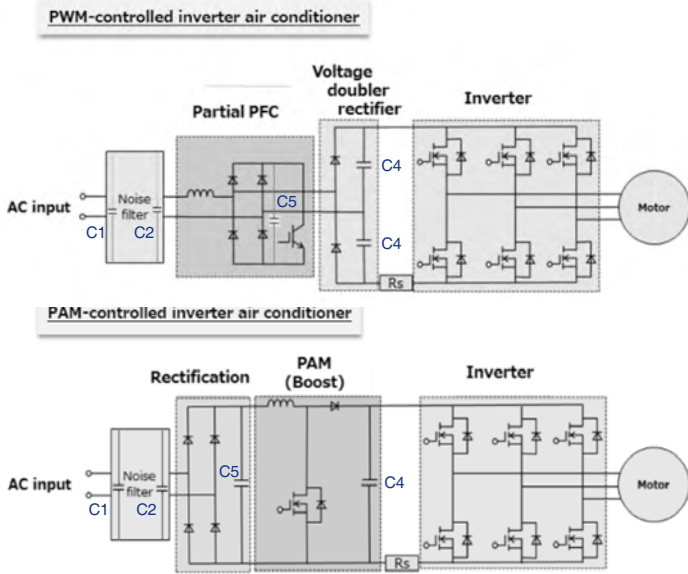 PWM-controlled inverter air conditioner
Voltage
doubler
rectifier
Partial PFC
Inverter
C4
C5
AC input
Noise
filter
C1
C2
C4
Motor
Rs
PAM-controlled inverter air conditioner
Rectification
PAM
(Boost)
Inverter
C5
C4
AC input
Noise
filter
C1
C2
Motor
Rs